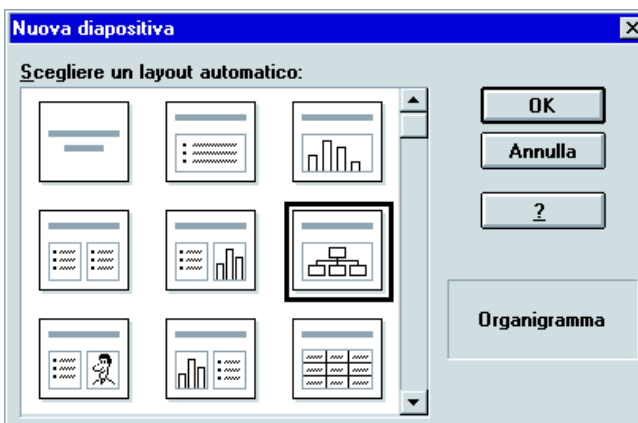 Nuova diapositiva
Scegliere un layout automatico:
OK
Annulla
?
Organigramma